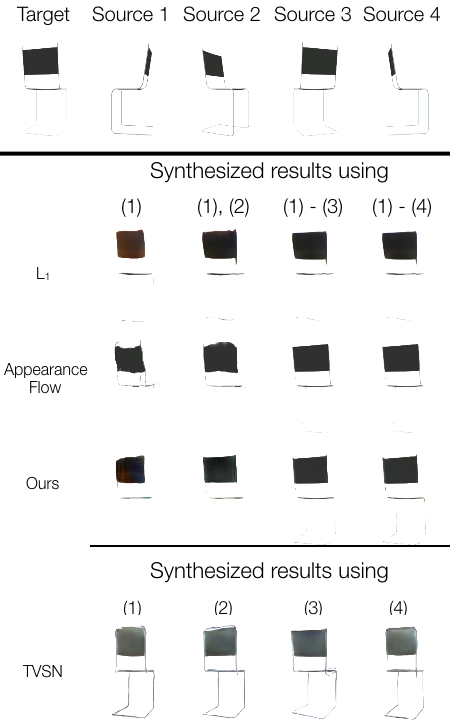 Target Source 1 Source 2 Source 3 Source 4
Synthesized results using
(1) (1), (2) (1) - (3) (1) - (4)
L₁
Appearance
Flow
Ours
Synthesized results using
(1) (2) (3) (4)
TVSN